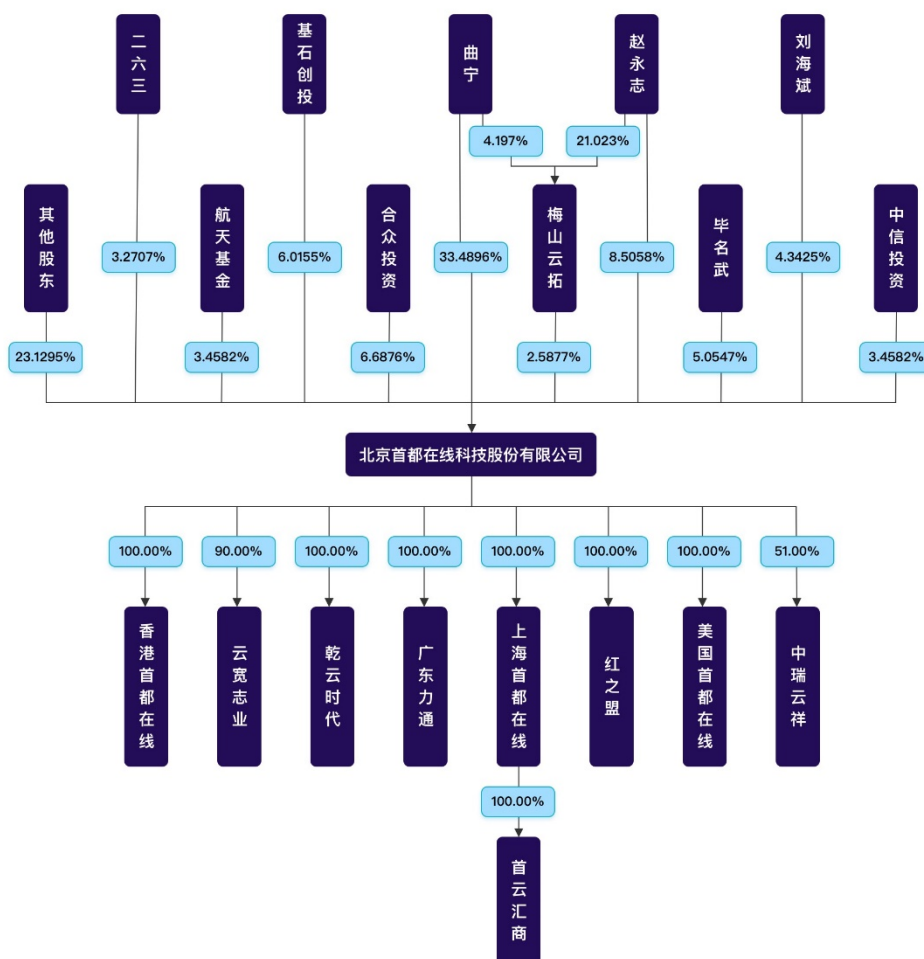 二六三
基石创投
曲宁
赵永志
刘海斌
4.197%
21.023%
其他股东
3.2707%
航天基金
6.0155%
合众投资
33.4896%
梅山云拓
8.5058%
毕名武
4.3425%
中信投资
23.1295%
3.4582%
6.6876%
2.5877%
5.0547%
3.4582%
北京首都在线科技股份有限公司
100.00%
90.00%
100.00%
100.00%
100.00%
100.00%
100.00%
51.00%
香港首都在线
云宽志业
乾云时代
广东力通
上海首都在线
红之盟
美国首都在线
中瑞云祥
100.00%
首云汇商